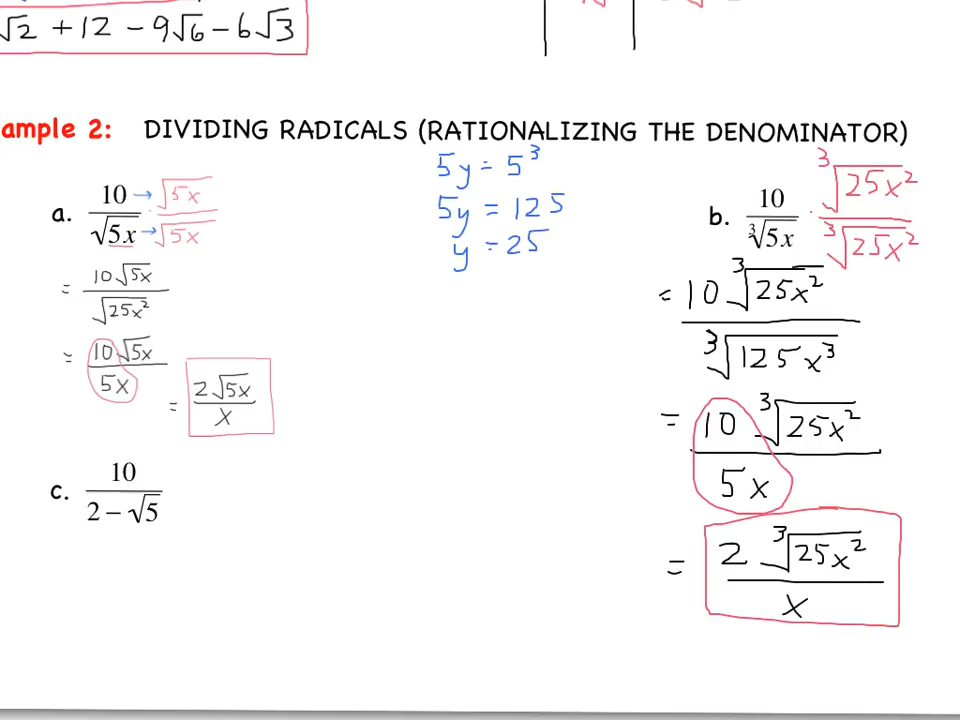 √2 + 12 − 9√6 − 6√3
ample 2: DIVIDING RADICALS (RATIONALIZING THE DENOMINATOR)
a. 10/√5x → · √5x/√5x
= 10√5x/√25x²
= 10√5x/5x
= 2√5x/x
5y = 5³
5y = 125
y = 25
b. 10/∛5x · ∛25x²/∛25x²
= 10∛25x²/∛125x³
= 10∛25x²/5x
= 2∛25x²/x
c. 10/2 − √5